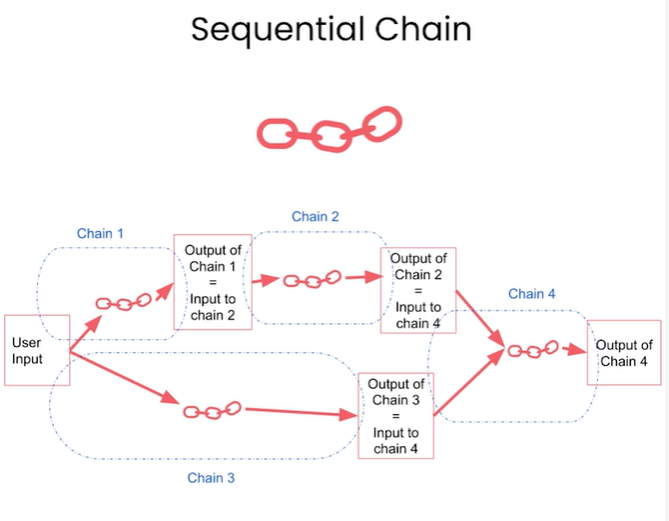 Sequential Chain
Chain 1
Chain 2
Output of
Chain 1
=
Input to
chain 2
Output of
Chain 2
=
Input to
chain 4
Chain 4
User
Input
Output of
Chain 4
Output of
Chain 3
=
Input to
chain 4
Chain 3